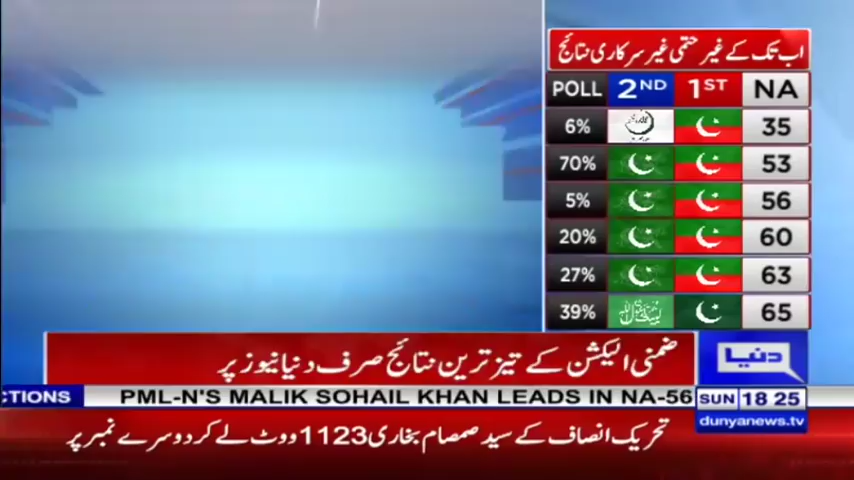 اب تک کے غیر حتمی غیر سرکاری نتائج
POLL 2ND 1ST NA
6% 35
70% 53
5% 56
20% 60
27% 63
39% 65
ضمنی الیکشن کے تیز ترین نتائج صرف دنیا نیوز پر
دنیا
CTIONS PML-N'S MALIK SOHAIL KHAN LEADS IN NA-56 SUN 18 25
dunyanews.tv
تحریک انصاف کے سید صمصام بخاری 1123 ووٹ لے کر دوسرے نمبر پر